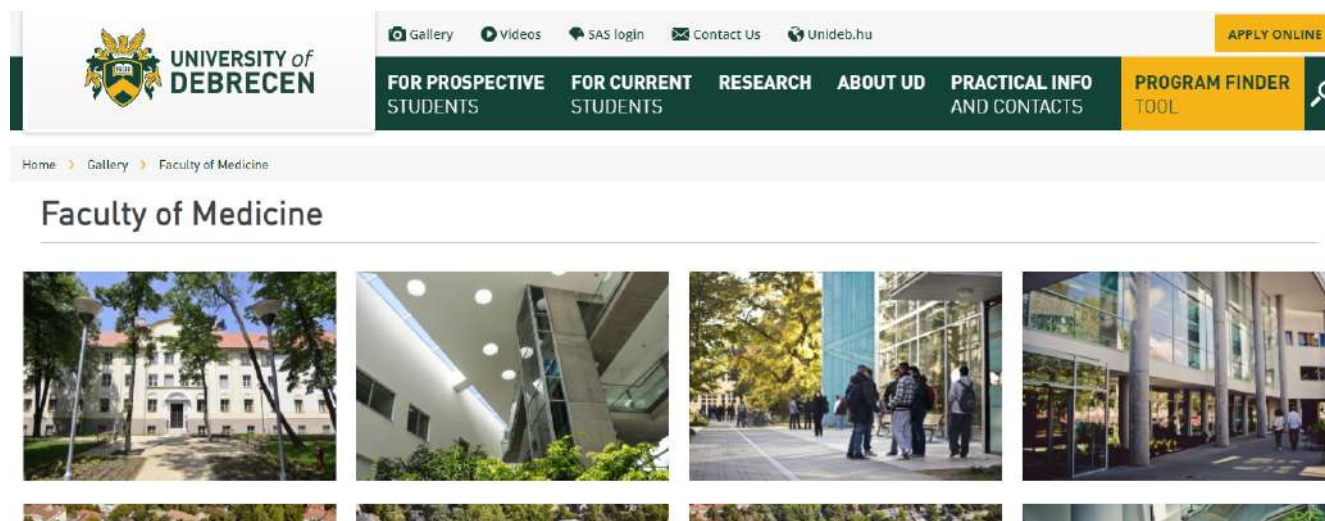 UNIVERSITY of
DEBRECEN
Gallery Videos SAS login Contact Us Unideb.hu
APPLY ONLINE
FOR PROSPECTIVE
STUDENTS
FOR CURRENT
STUDENTS
RESEARCH
ABOUT UD
PRACTICAL INFO
AND CONTACTS
PROGRAM FINDER
TOOL
Home > Gallery > Faculty of Medicine
Faculty of Medicine